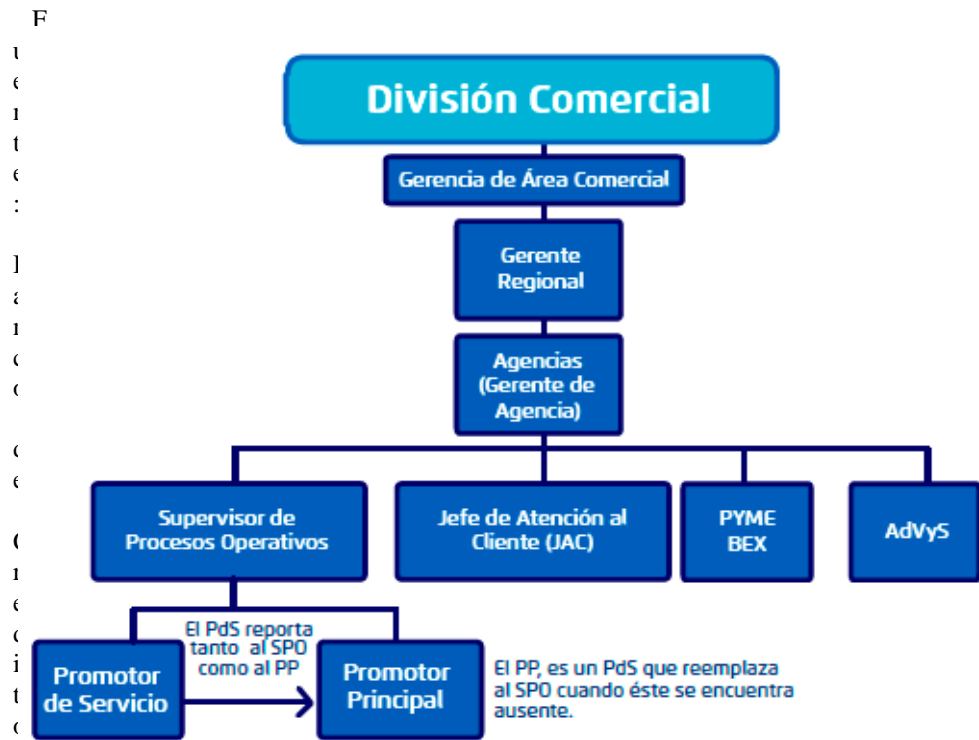 División Comercial
Gerencia de Área Comercial
Gerente
Regional
Agencias
(Gerente de
Agencia)
Supervisor de
Procesos Operativos
Jefe de Atención al
Cliente (JAC)
PYME
BEX
AdVyS
El PdS reporta
tanto al SPO
como al PP
Promotor
de Servicio
Promotor
Principal
El PP, es un PdS que reemplaza
al SPO cuando éste se encuentra
ausente.